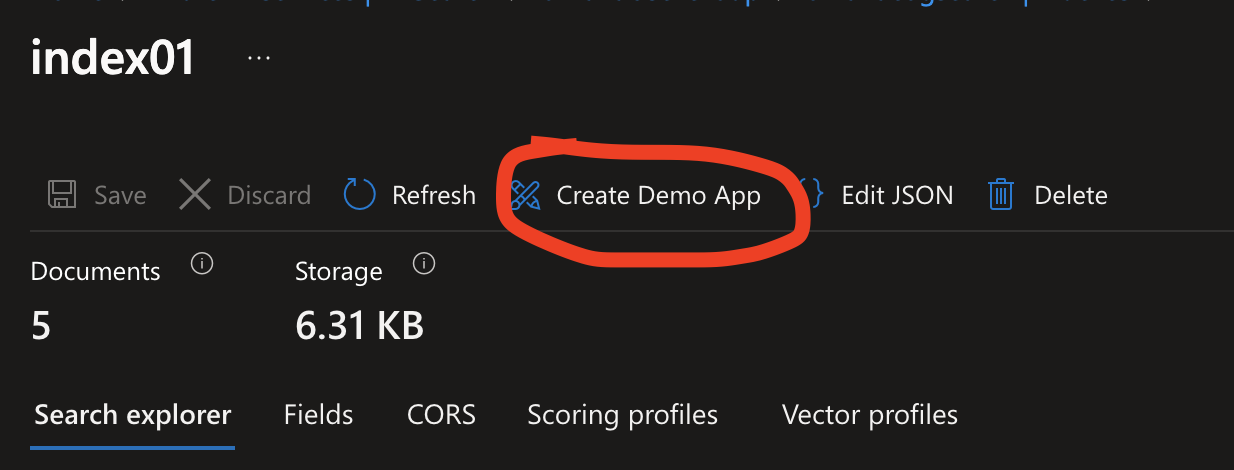 index01 ...
Save Discard Refresh Create Demo App Edit JSON Delete
Documents Storage
5 6.31 KB
Search explorer Fields CORS Scoring profiles Vector profiles